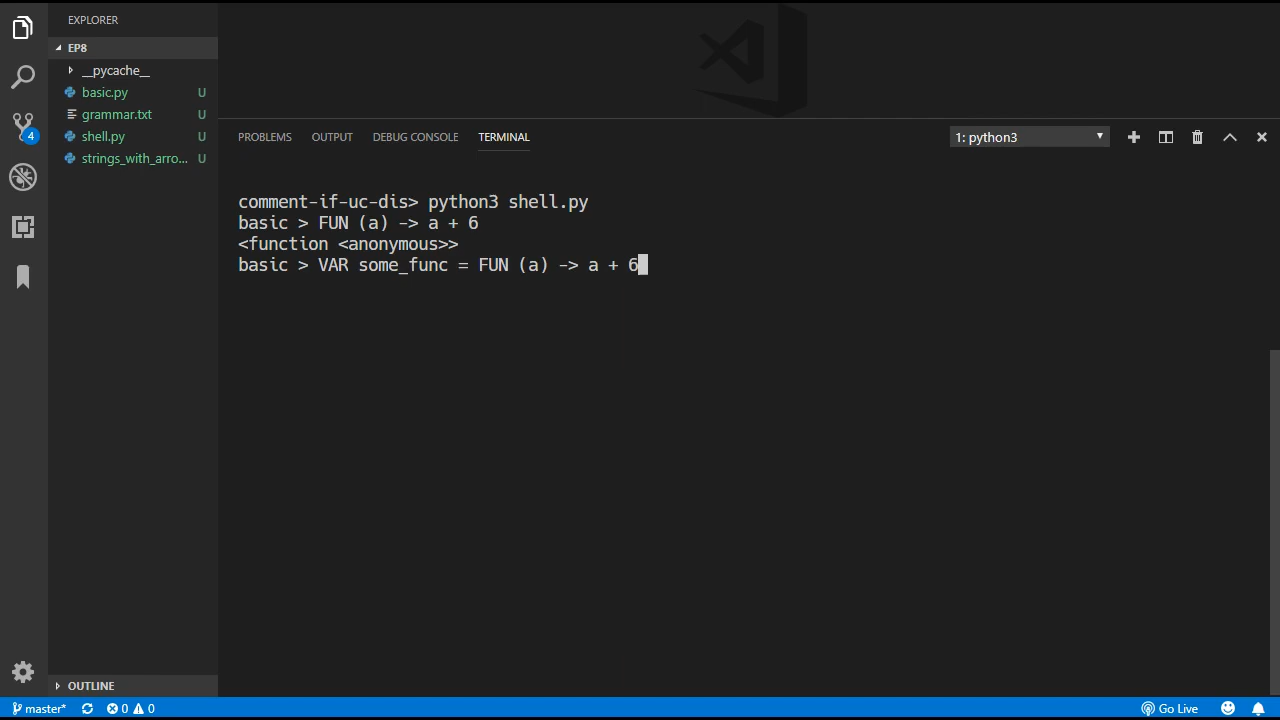 EXPLORER
EP8
__pycache__
basic.py U
grammar.txt U
shell.py U
strings_with_arro... U
OUTLINE
4
PROBLEMS OUTPUT DEBUG CONSOLE TERMINAL
1: python3
comment-if-uc-dis> python3 shell.py
basic > FUN (a) -> a + 6
<function <anonymous>>
basic > VAR some_func = FUN (a) -> a + 6
master* 0 0 Go Live